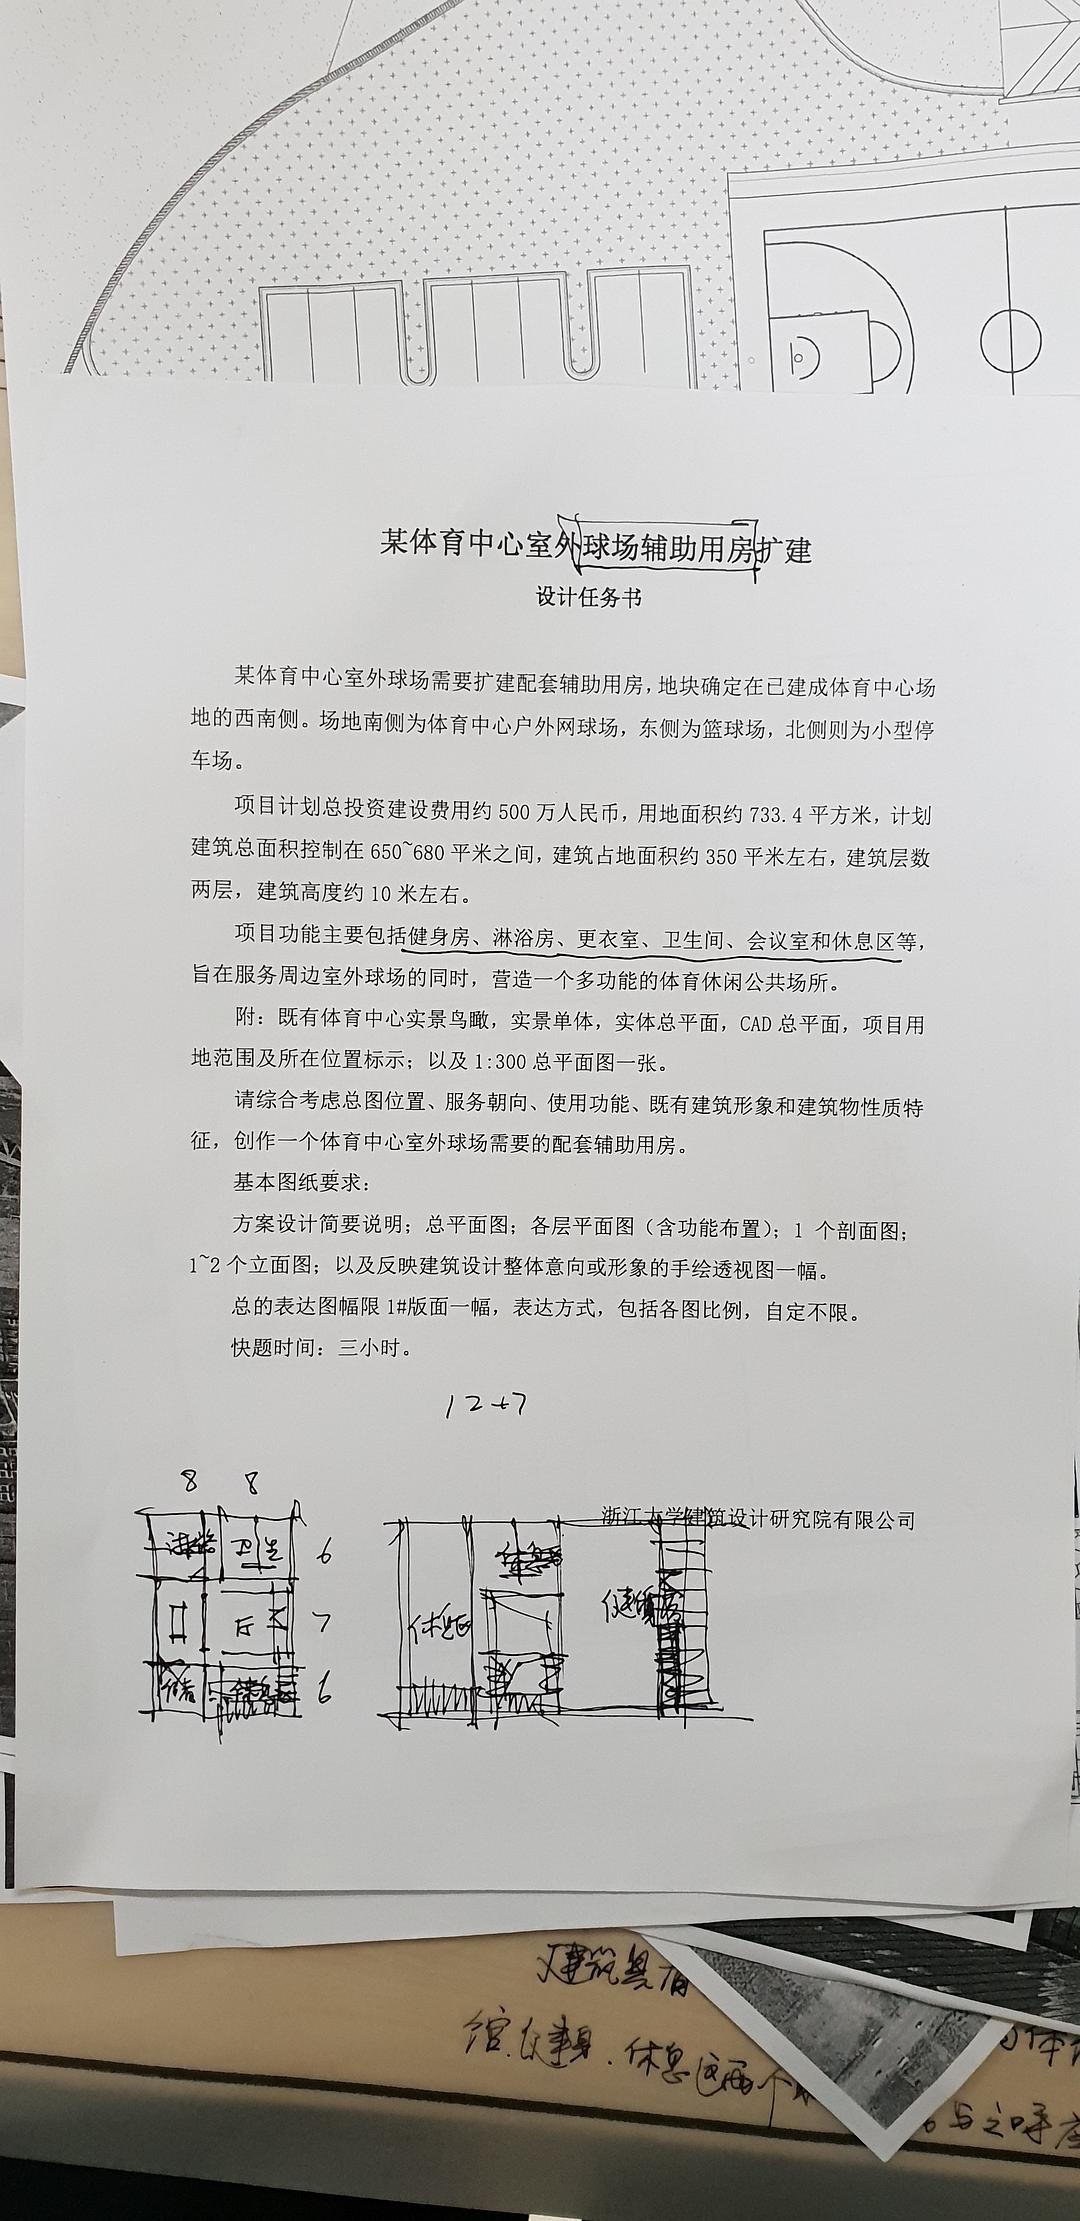 某体育中心室外球场辅助用房扩建
设计任务书
某体育中心室外球场需要扩建配套辅助用房，地块确定在已建成体育中心场
地的西南侧。场地南侧为体育中心户外网球场，东侧为篮球场，北侧则为小型停
车场。
项目计划总投资建设费用约 500 万人民币，用地面积约 733.4 平方米，计划
建筑总面积控制在 650~680 平米之间，建筑占地面积约 350 平米左右，建筑层数
两层，建筑高度约 10 米左右。
项目功能主要包括健身房、淋浴房、更衣室、卫生间、会议室和休息区等，
旨在服务周边室外球场的同时，营造一个多功能的体育休闲公共场所。
附：既有体育中心实景鸟瞰，实景单体，实体总平面，CAD 总平面，项目用
地范围及所在位置标示；以及 1:300 总平面图一张。
请综合考虑总图位置、服务朝向、使用功能、既有建筑形象和建筑物性质特
征，创作一个体育中心室外球场需要的配套辅助用房。
基本图纸要求：
方案设计简要说明；总平面图；各层平面图（含功能布置）；1 个剖面图；
1~2 个立面图；以及反映建筑设计整体意向或形象的手绘透视图一幅。
总的表达图幅限 1#版面一幅，表达方式，包括各图比例，自定不限。
快题时间：三小时。
12+7
浙江大学建筑设计研究院有限公司
8 8
卫生 6
厅 7
6
休息区
健身房
建筑具有
馆.健身.休息区两个
与之呼应